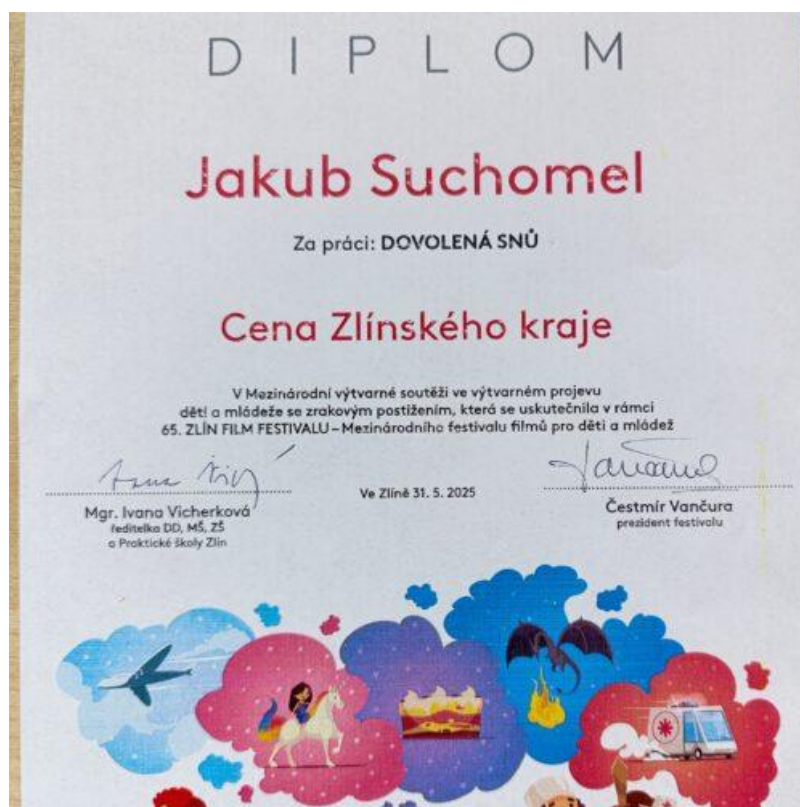 DIPLOM
Jakub Suchomel
Za práci: DOVOLENÁ SNŮ
Cena Zlínského kraje
V Mezinárodní výtvarné soutěži ve výtvarném projevu
dětí a mládeže se zrakovým postižením, která se uskutečnila v rámci
65. ZLÍN FILM FESTIVALU – Mezinárodního festivalu filmů pro děti a mládež
Ve Zlíně 31. 5. 2025
Mgr. Ivana Vicherková
ředitelka DD, MŠ, ZŠ
a Praktické školy Zlín
Čestmír Vančura
prezident festivalu